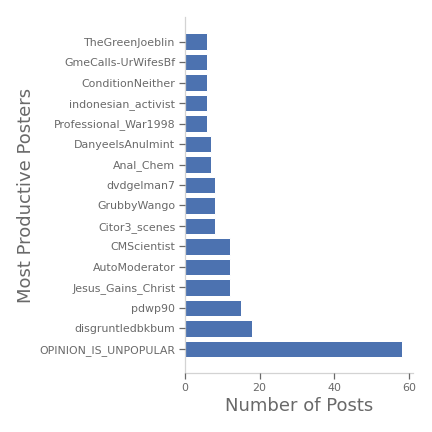 TheGreenJoeblin
GmeCalls-UrWifesBf
ConditionNeither
indonesian_activist
Professional_War1998
DanyeelsAnulmint
Anal_Chem
dvdgelman7
GrubbyWango
Citor3_scenes
CMScientist
AutoModerator
Jesus_Gains_Christ
pdwp90
disgruntledbkbum
OPINION_IS_UNPOPULAR
Most Productive Posters
0 20 40 60
Number of Posts